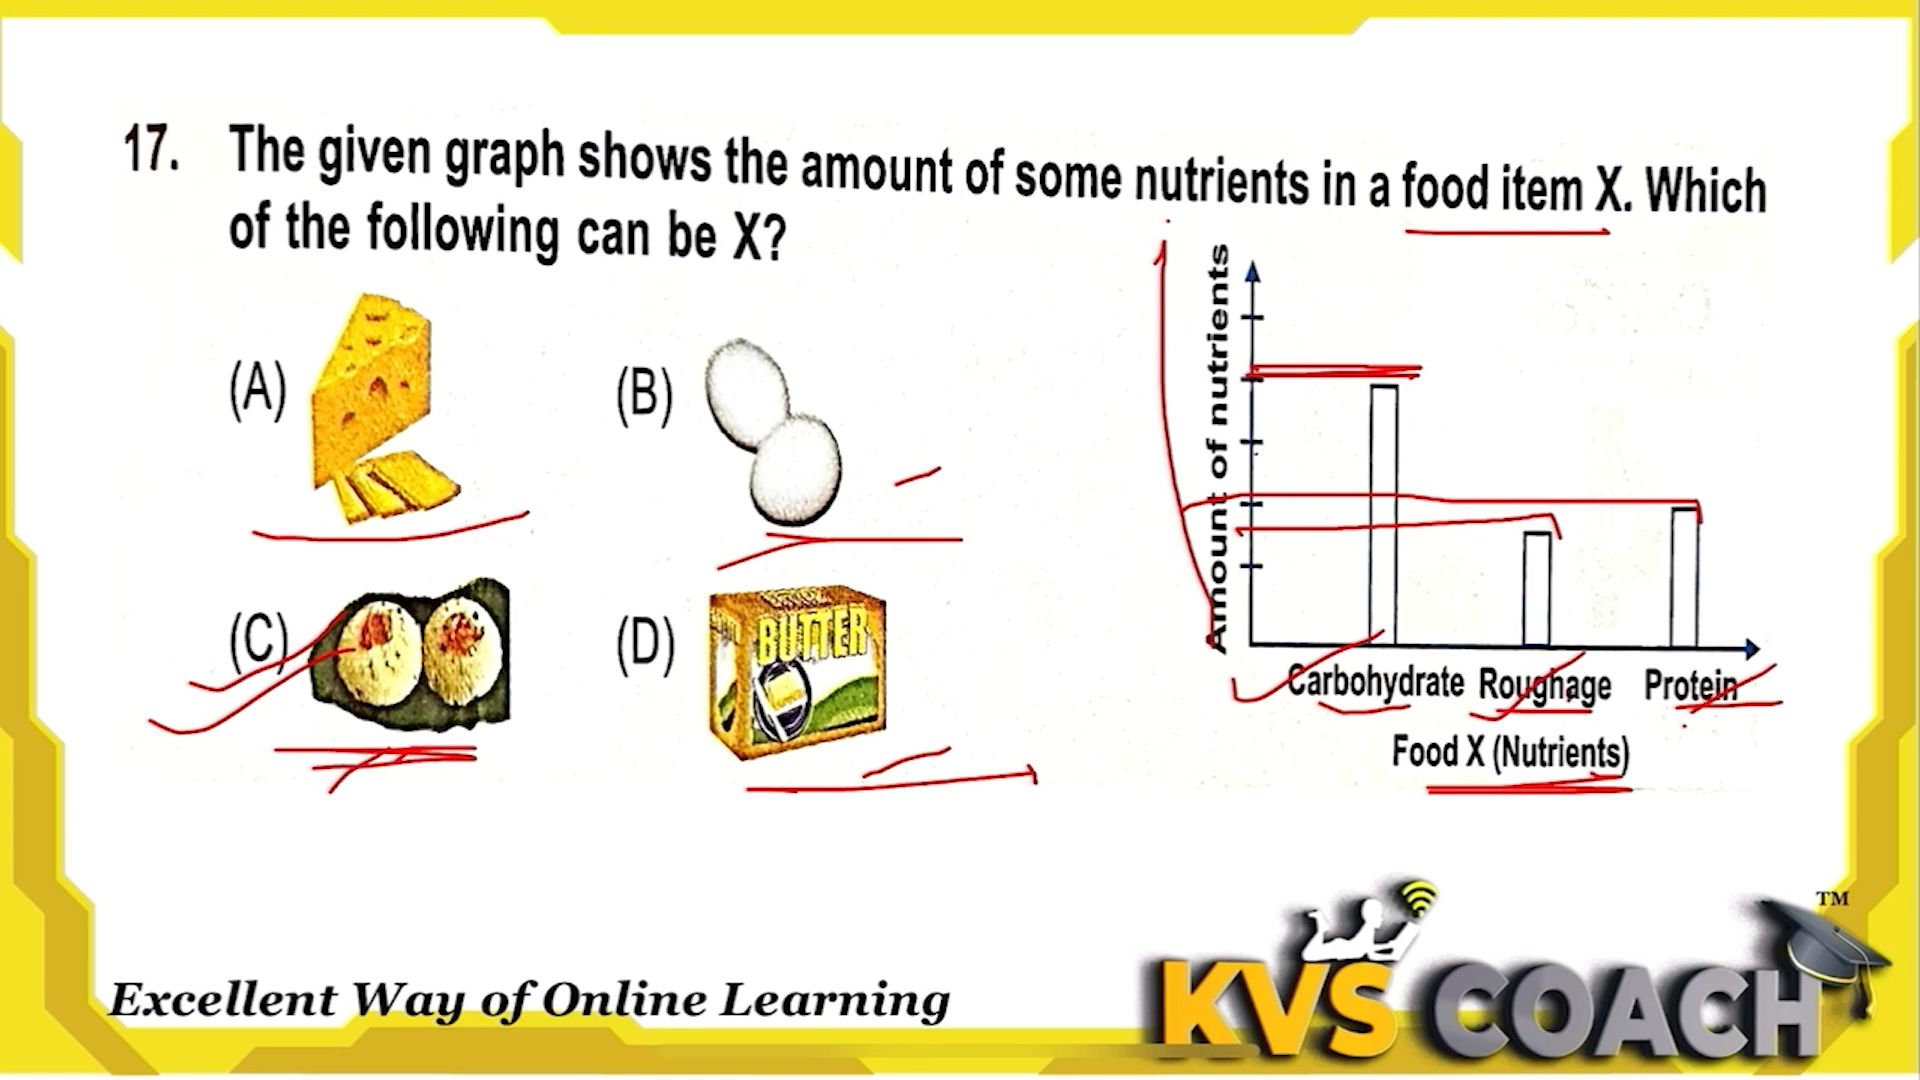 17. The given graph shows the amount of some nutrients in a food item X. Which
of the following can be X?
(A)
(B)
(C)
(D)
BUTTER
Amount of nutrients
Carbohydrate Roughage Protein
Food X (Nutrients)
Excellent Way of Online Learning
KVS COACH TM